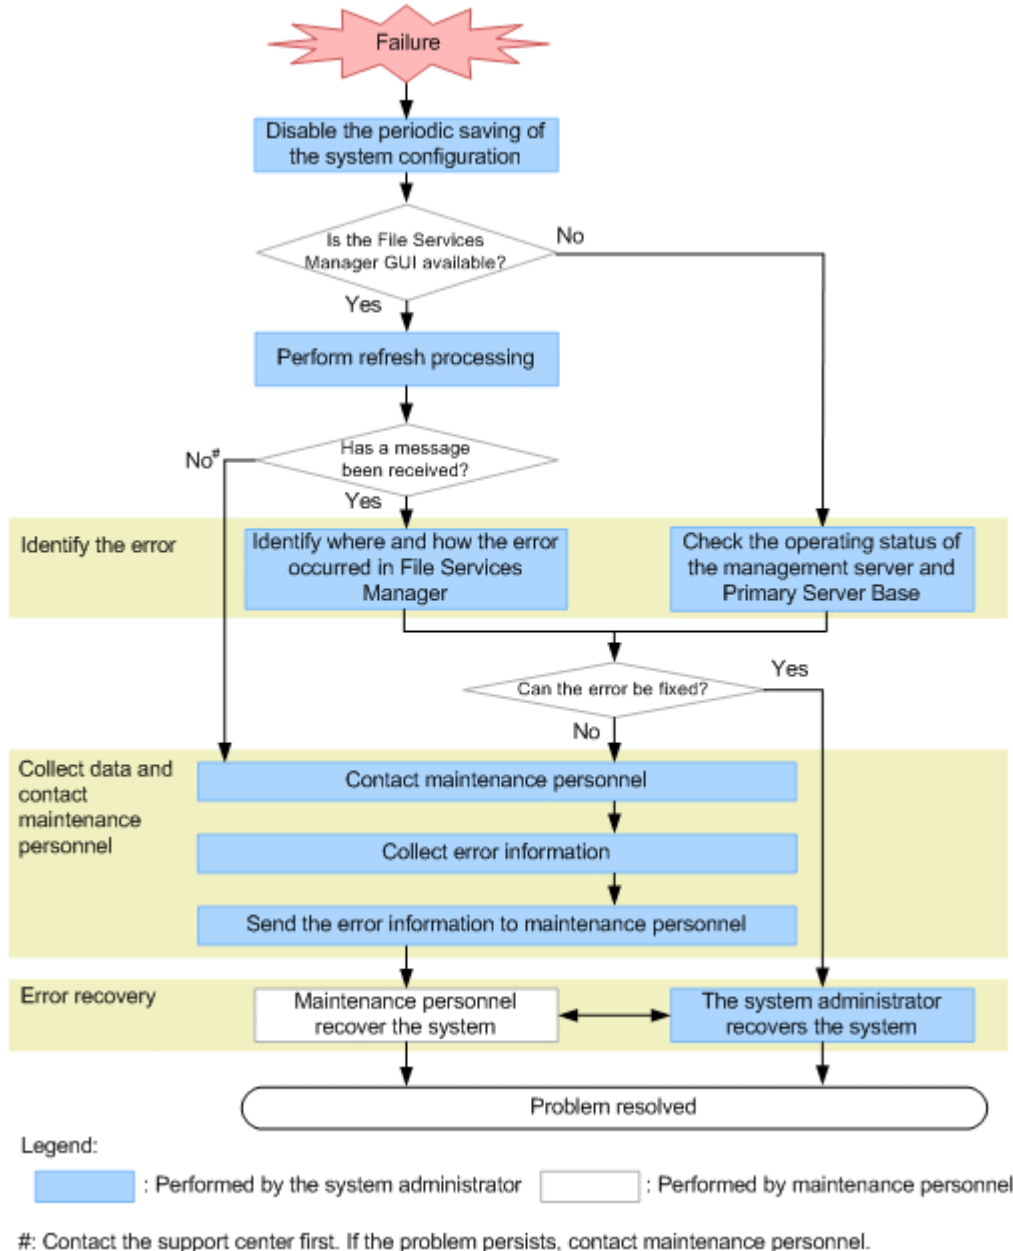 Failure
Disable the periodic saving of
the system configuration
Is the File Services
Manager GUI available?
No
Yes
Perform refresh processing
Has a message
been received?
No#
Yes
Identify the error
Identify where and how the error
occurred in File Services
Manager
Check the operating status of
the management server and
Primary Server Base
Can the error be fixed?
Yes
No
Collect data and
contact
maintenance
personnel
Contact maintenance personnel
Collect error information
Send the error information to maintenance personnel
Error recovery
Maintenance personnel
recover the system
The system administrator
recovers the system
Problem resolved
Legend:
: Performed by the system administrator
: Performed by maintenance personnel
#: Contact the support center first. If the problem persists, contact maintenance personnel.